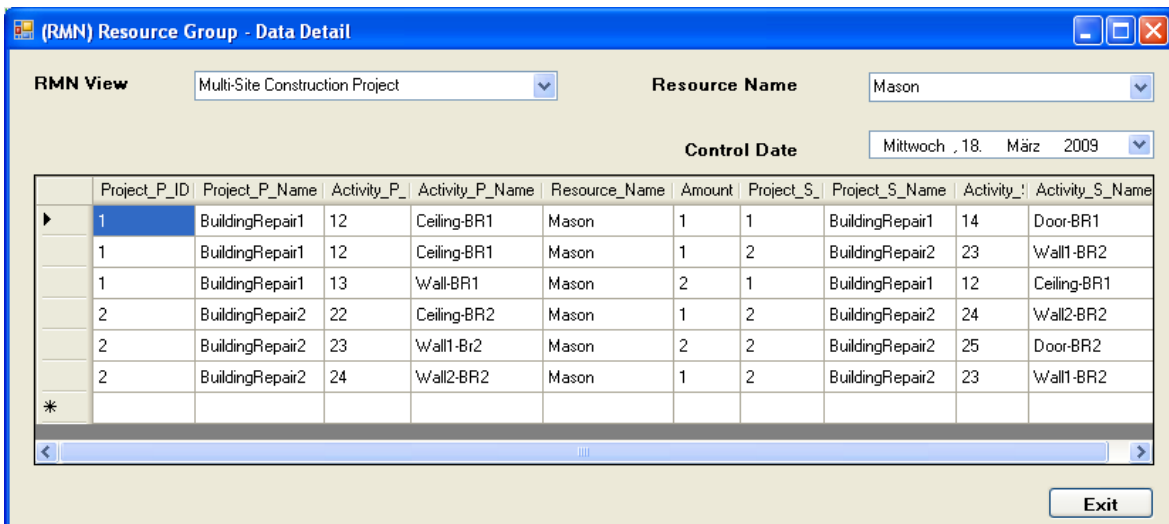 (RMN) Resource Group - Data Detail
RMN View Multi-Site Construction Project Resource Name Mason
Control Date Mittwoch , 18. März 2009
Project_P_ID Project_P_Name Activity_P_ Activity_P_Name Resource_Name Amount Project_S_ Project_S_Name Activity_! Activity_S_Name
1 BuildingRepair1 12 Ceiling-BR1 Mason 1 1 BuildingRepair1 14 Door-BR1
1 BuildingRepair1 12 Ceiling-BR1 Mason 1 2 BuildingRepair2 23 Wall1-BR2
1 BuildingRepair1 13 Wall-BR1 Mason 2 1 BuildingRepair1 12 Ceiling-BR1
2 BuildingRepair2 22 Ceiling-BR2 Mason 1 2 BuildingRepair2 24 Wall2-BR2
2 BuildingRepair2 23 Wall1-Br2 Mason 2 2 BuildingRepair2 25 Door-BR2
2 BuildingRepair2 24 Wall2-BR2 Mason 1 2 BuildingRepair2 23 Wall1-BR2
Exit